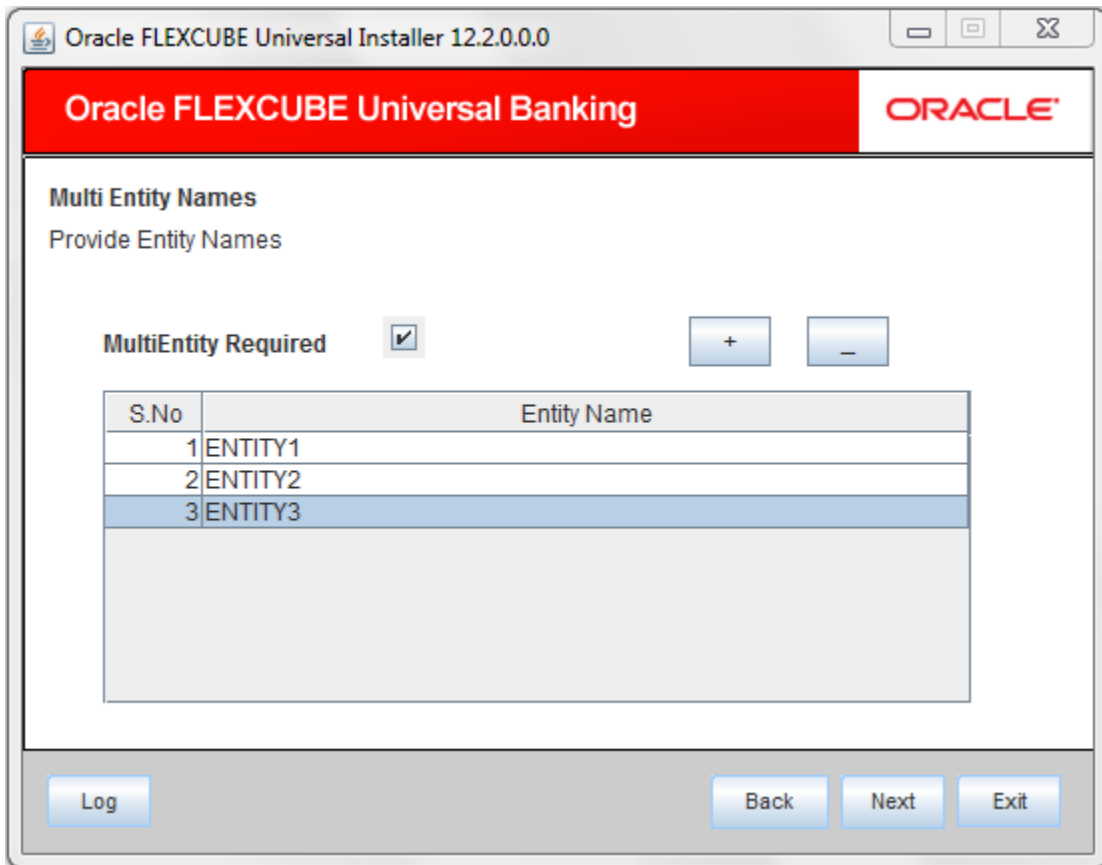 Oracle FLEXCUBE Universal Installer 12.2.0.0.0
Oracle FLEXCUBE Universal Banking ORACLE
Multi Entity Names
Provide Entity Names
MultiEntity Required + _
S.No Entity Name
1 ENTITY1
2 ENTITY2
3 ENTITY3
Log Back Next Exit